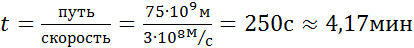 t = путь/скорость = 75·10⁹м/3·10⁸м/с = 250с ≈ 4,17мин